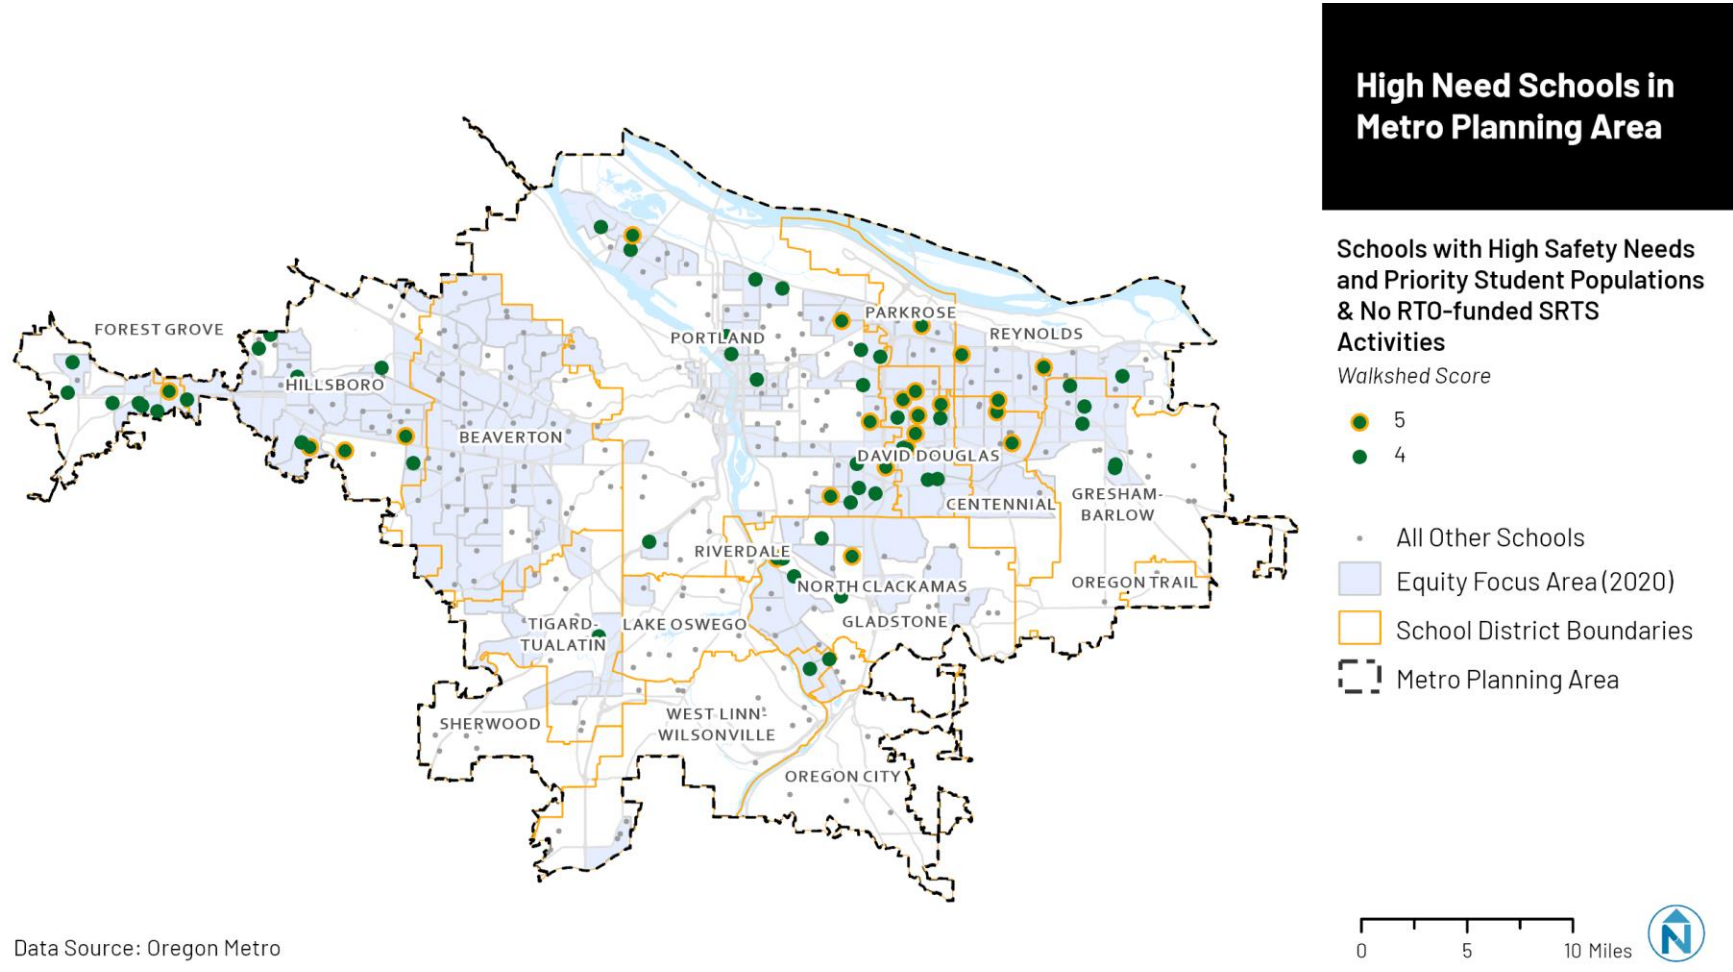 High Need Schools in
Metro Planning Area
Schools with High Safety Needs
and Priority Student Populations
& No RTO-funded SRTS
Activities
Walkshed Score
5
4
All Other Schools
Equity Focus Area (2020)
School District Boundaries
Metro Planning Area
FOREST GROVE
HILLSBORO
BEAVERTON
PORTLAND
PARKROSE
REYNOLDS
DAVID DOUGLAS
CENTENNIAL
GRESHAM-
BARLOW
RIVERDALE
NORTH CLACKAMAS
OREGON TRAIL
TIGARD-
TUALATIN
LAKE OSWEGO
GLADSTONE
SHERWOOD
WEST LINN-
WILSONVILLE
OREGON CITY
Data Source: Oregon Metro
0 5 10 Miles
N